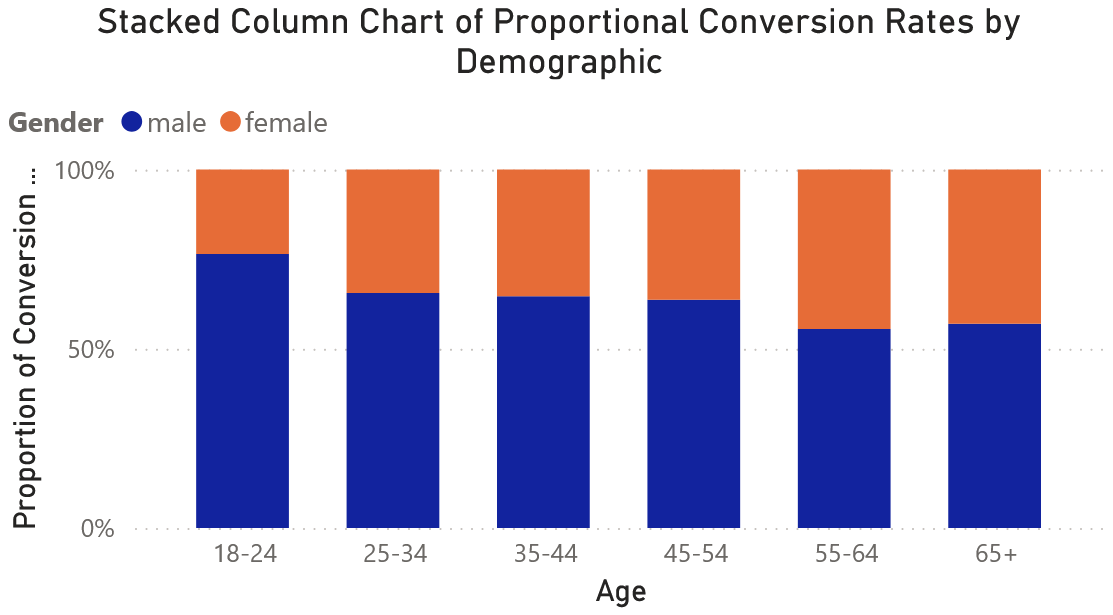 Stacked Column Chart of Proportional Conversion Rates by
Demographic
Gender male female
Proportion of Conversion ...
100%
50%
0%
18-24 25-34 35-44 45-54 55-64 65+
Age